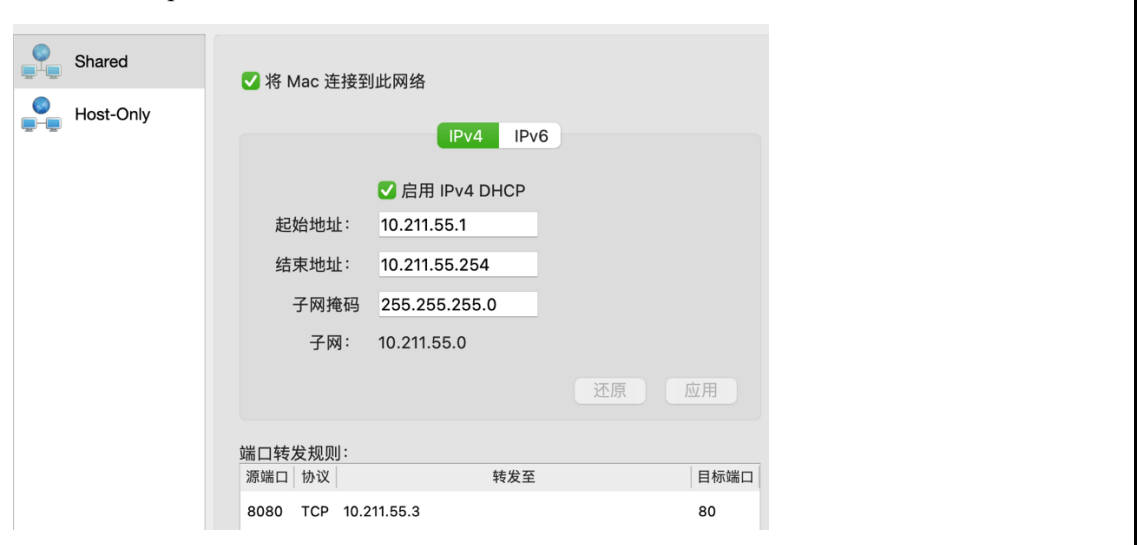 Shared
Host-Only
将 Mac 连接到此网络
IPv4 IPv6
启用 IPv4 DHCP
起始地址： 10.211.55.1
结束地址： 10.211.55.254
子网掩码 255.255.255.0
子网： 10.211.55.0
还原 应用
端口转发规则：
源端口 协议 转发至 目标端口
8080 TCP 10.211.55.3 80